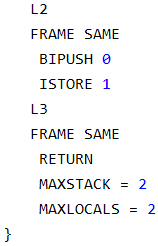 L2
FRAME SAME
BIPUSH 0
ISTORE 1
L3
FRAME SAME
RETURN
MAXSTACK = 2
MAXLOCALS = 2
}